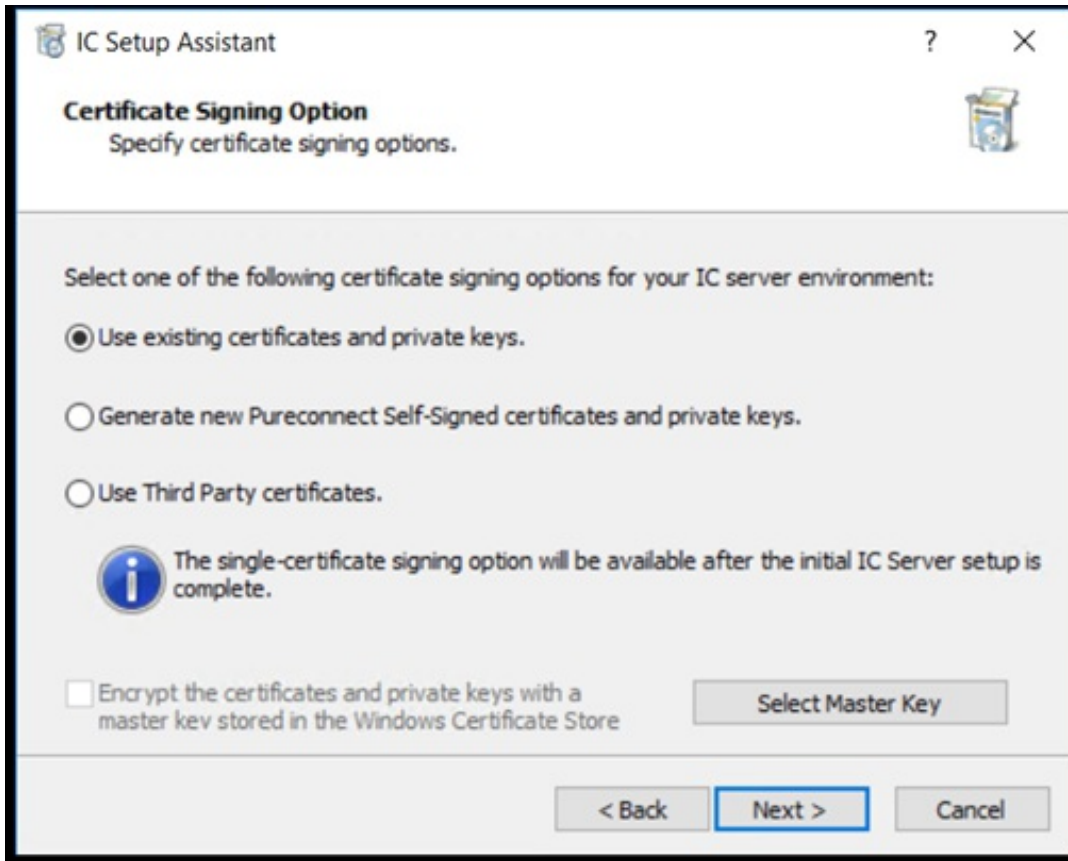 IC Setup Assistant
?
Certificate Signing Option
Specify certificate signing options.
Select one of the following certificate signing options for your IC server environment:
Use existing certificates and private keys.
Generate new Pureconnect Self-Signed certificates and private keys.
Use Third Party certificates.
The single-certificate signing option will be available after the initial IC Server setup is
complete.
Encrypt the certificates and private keys with a
master key stored in the Windows Certificate Store
Select Master Key
< Back
Next >
Cancel